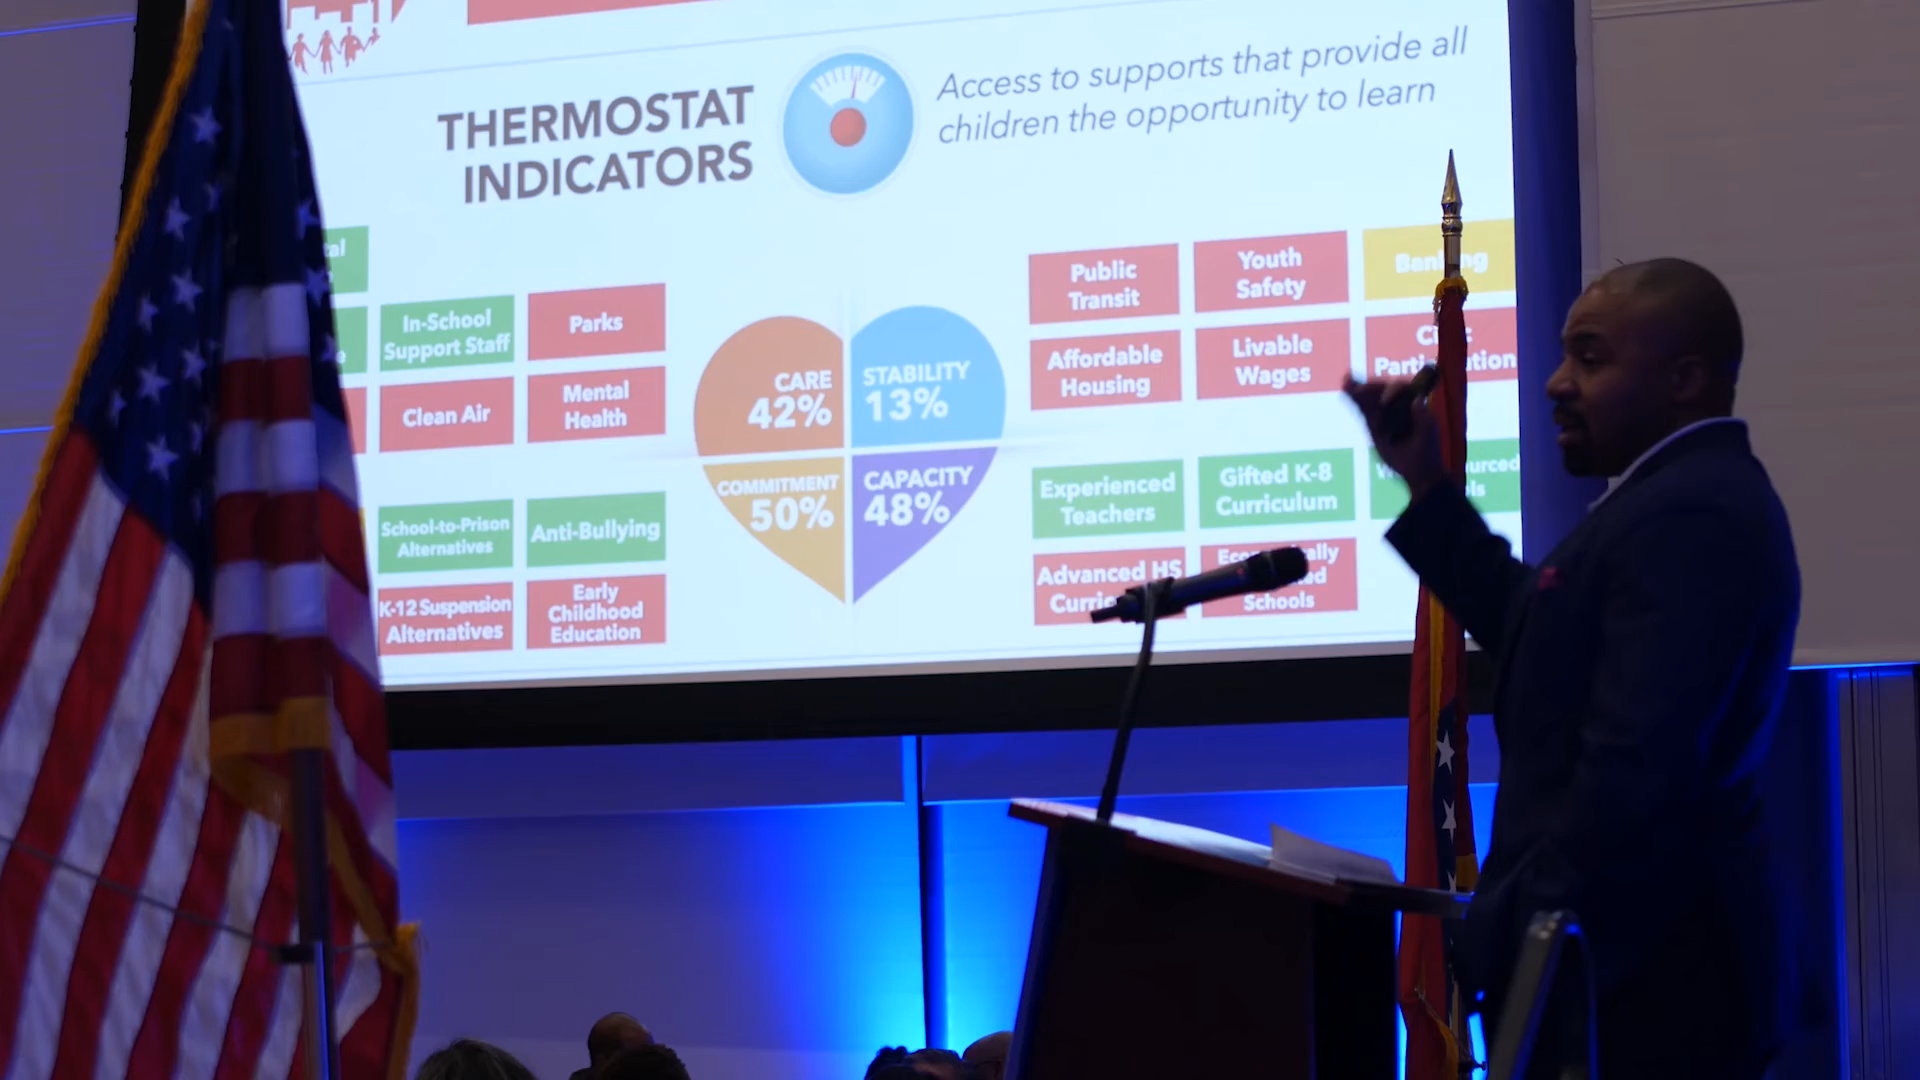 THERMOSTAT
INDICATORS
Access to supports that provide all
children the opportunity to learn
In-School
Support Staff
Parks
Clean Air
Mental
Health
School-to-Prison
Alternatives
Anti-Bullying
K-12 Suspension
Alternatives
Early
Childhood
Education
CARE
42%
STABILITY
13%
COMMITMENT
50%
CAPACITY
48%
Public
Transit
Youth
Safety
Banking
Affordable
Housing
Livable
Wages
Experienced
Teachers
Gifted K-8
Curriculum
Advanced HS
Schools